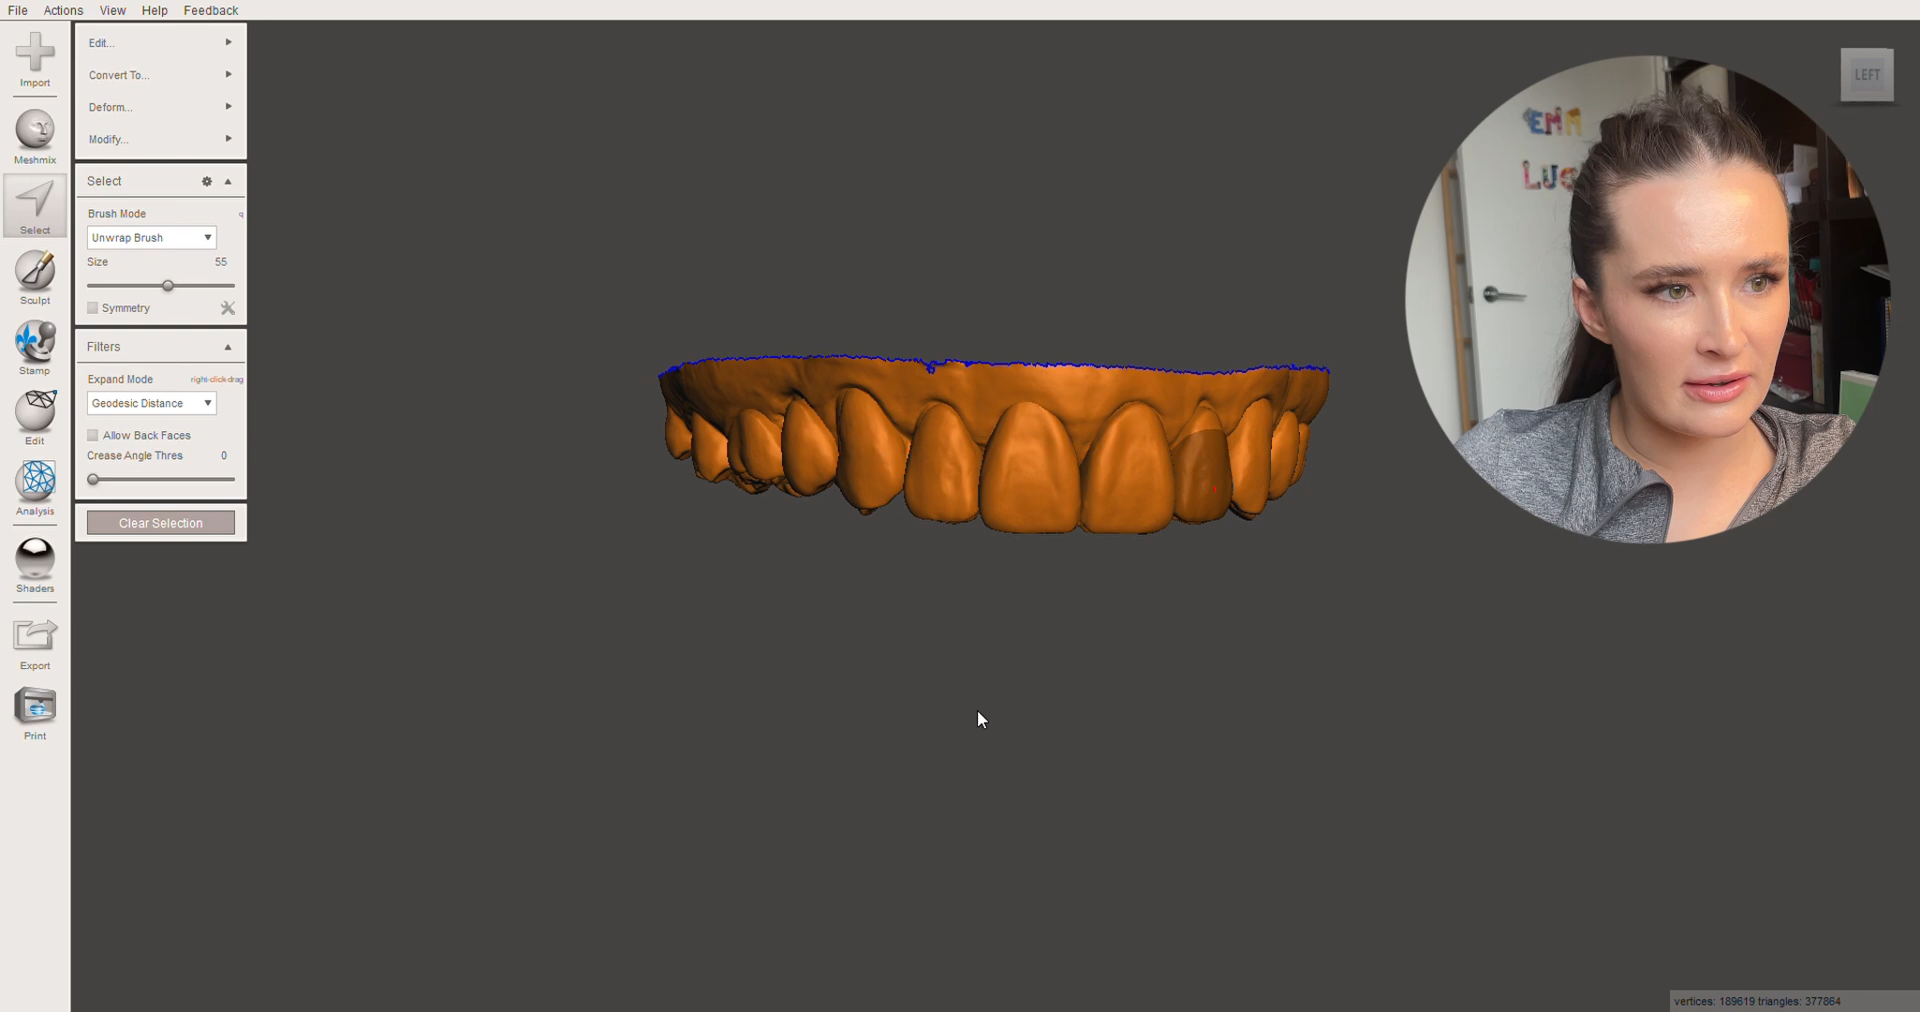 File Actions View Help Feedback
Import
Meshmix
Select
Sculpt
Stamp
Edit
Analysis
Shaders
Export
Print
Edit...
Convert To...
Deform...
Modify...
Select
Brush Mode q
Unwrap Brush
Size 55
Symmetry
Filters
Expand Mode right-click-drag
Geodesic Distance
Allow Back Faces
Crease Angle Thres 0
Clear Selection
EMM
LUC
LEFT
vertices: 189619 triangles: 377864